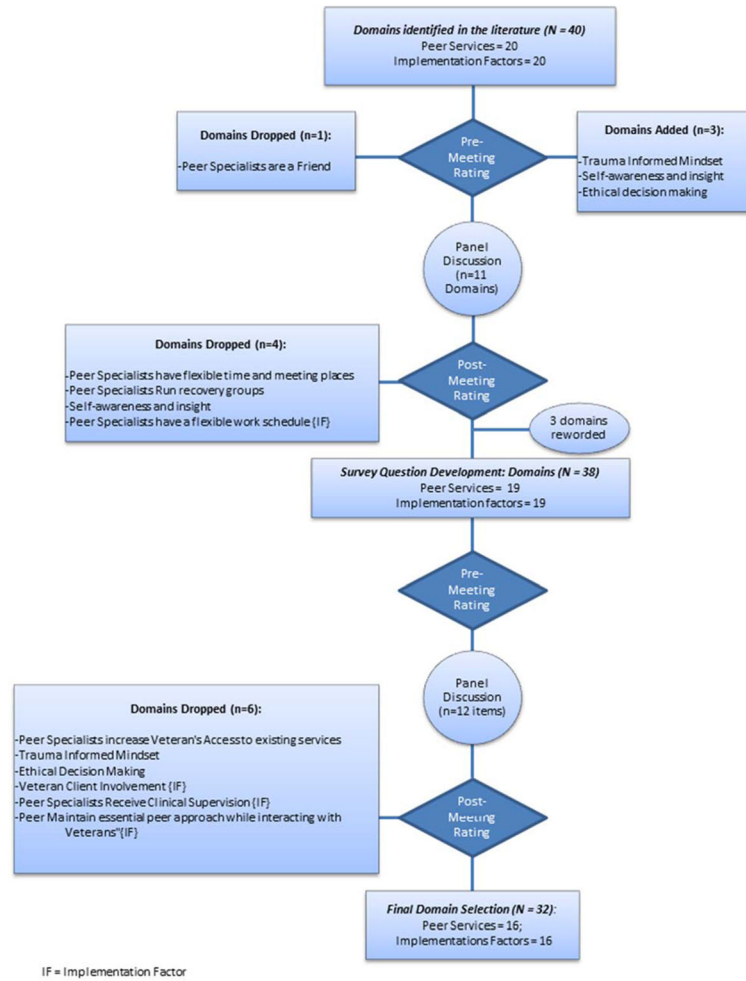 Domains identified in the literature (N = 40)
Peer Services = 20
Implementation Factors = 20
Domains Dropped (n=1):
-Peer Specialists are a Friend
Pre-
Meeting
Rating
Domains Added (n=3):
-Trauma Informed Mindset
-Self-awareness and insight
-Ethical decision making
Panel
Discussion
(n=11
Domains)
Domains Dropped (n=4):
-Peer Specialists have flexible time and meeting places
-Peer Specialists Run recovery groups
-Self-awareness and insight
-Peer Specialists have a flexible work schedule {IF}
Post-
Meeting
Rating
3 domains
reworded
Survey Question Development: Domains (N = 38)
Peer Services = 19
Implementation factors = 19
Pre-
Meeting
Rating
Panel
Discussion
(n=12 items)
Domains Dropped (n=6):
-Peer Specialists increase Veteran's Access to existing services
-Trauma Informed Mindset
-Ethical Decision Making
-Veteran Client Involvement {IF}
-Peer Specialists Receive Clinical Supervision {IF}
-Peer Maintain essential peer approach while interacting with
Veterans"{IF}
Post-
Meeting
Rating
Final Domain Selection (N = 32):
Peer Services = 16;
Implementations Factors = 16
IF = Implementation Factor